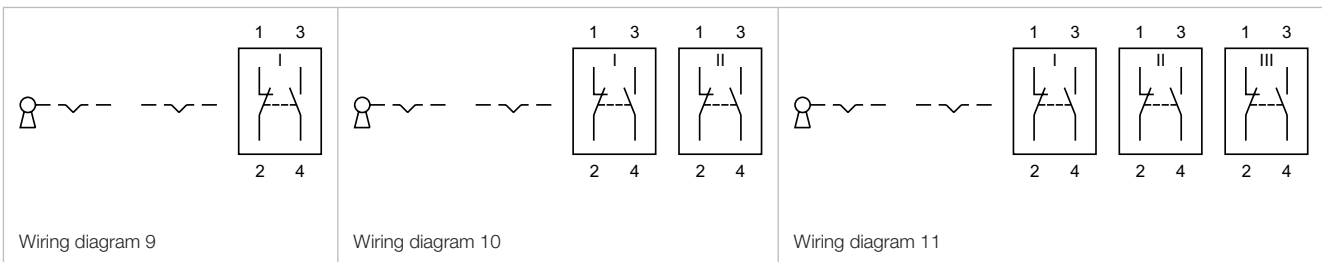 1 3
I
2 4
Wiring diagram 9
1 3 1 3
I II
2 4 2 4
Wiring diagram 10
1 3 1 3 1 3
I II III
2 4 2 4 2 4
Wiring diagram 11